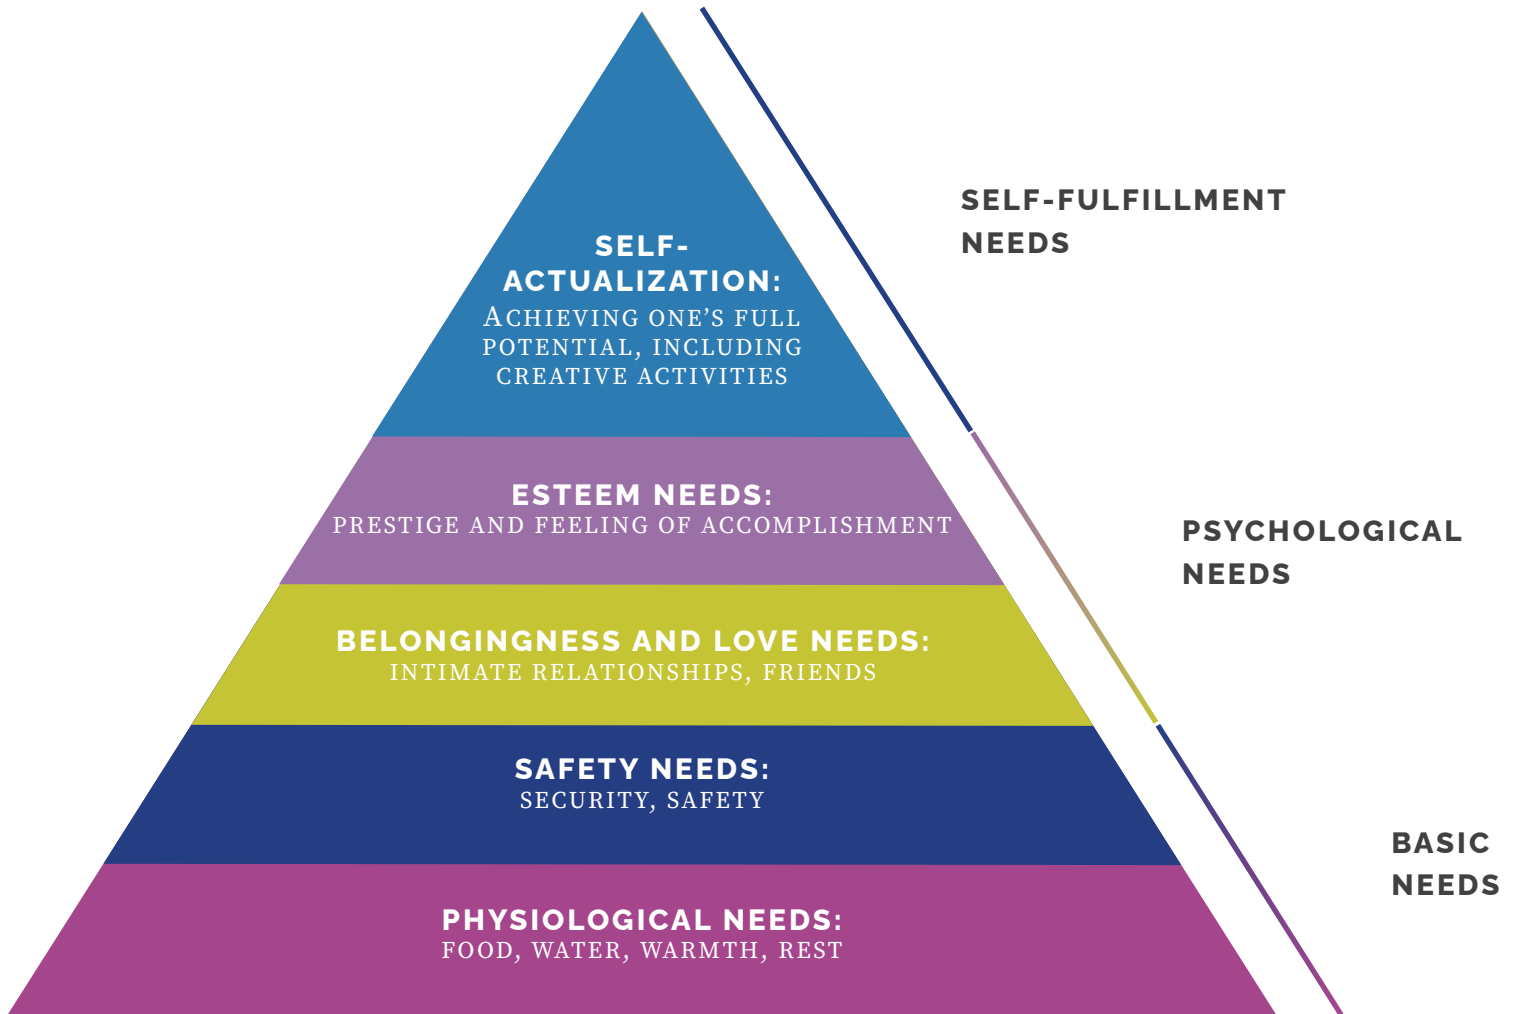 SELF-FULFILLMENT
NEEDS
SELF-
ACTUALIZATION:
ACHIEVING ONE’S FULL
POTENTIAL, INCLUDING
CREATIVE ACTIVITIES
ESTEEM NEEDS:
PRESTIGE AND FEELING OF ACCOMPLISHMENT
PSYCHOLOGICAL
NEEDS
BELONGINGNESS AND LOVE NEEDS:
INTIMATE RELATIONSHIPS, FRIENDS
SAFETY NEEDS:
SECURITY, SAFETY
BASIC
NEEDS
PHYSIOLOGICAL NEEDS:
FOOD, WATER, WARMTH, REST